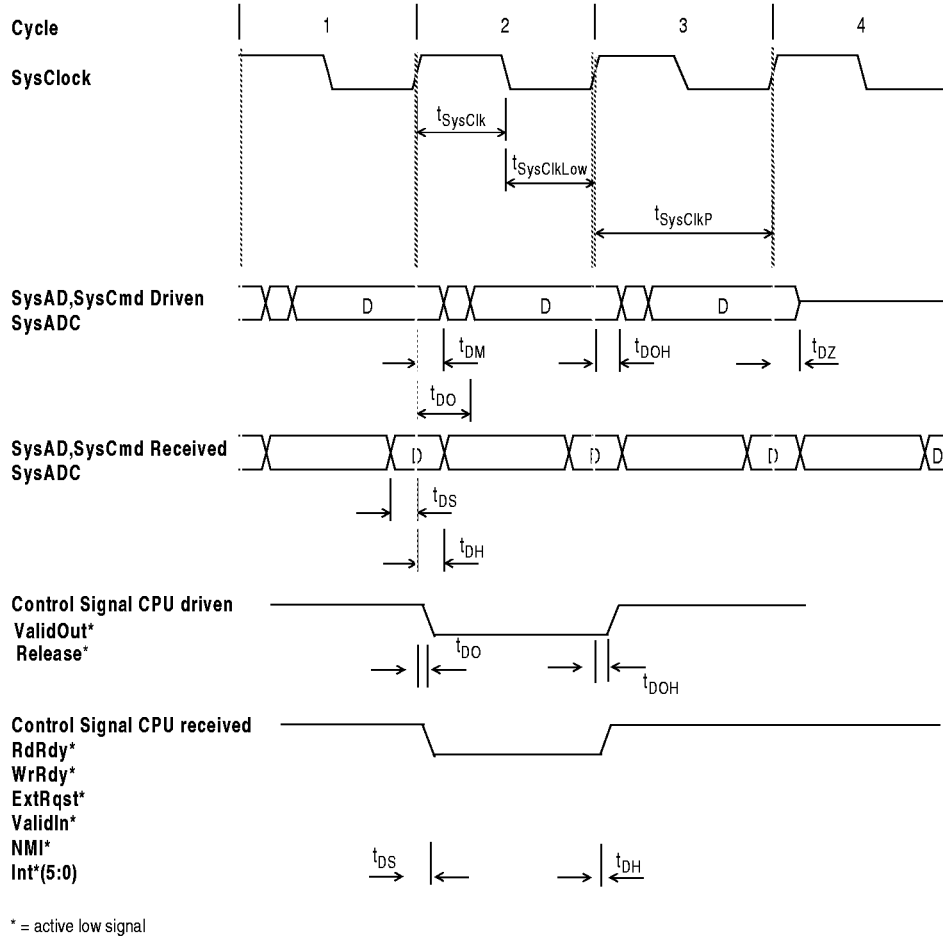 Cycle 1 2 3 4
SysClock
tSysClk
tSysClkLow
tSysClkP
SysAD,SysCmd Driven
SysADC
D D D
tDM tDOH tDZ
tDO
SysAD,SysCmd Received
SysADC
D D D D
tDS
tDH
Control Signal CPU driven
ValidOut*
Release*
tDO
tDOH
Control Signal CPU received
RdRdy*
WrRdy*
ExtRqst*
ValidIn*
NMI*
Int*(5:0)
tDS tDH
* = active low signal